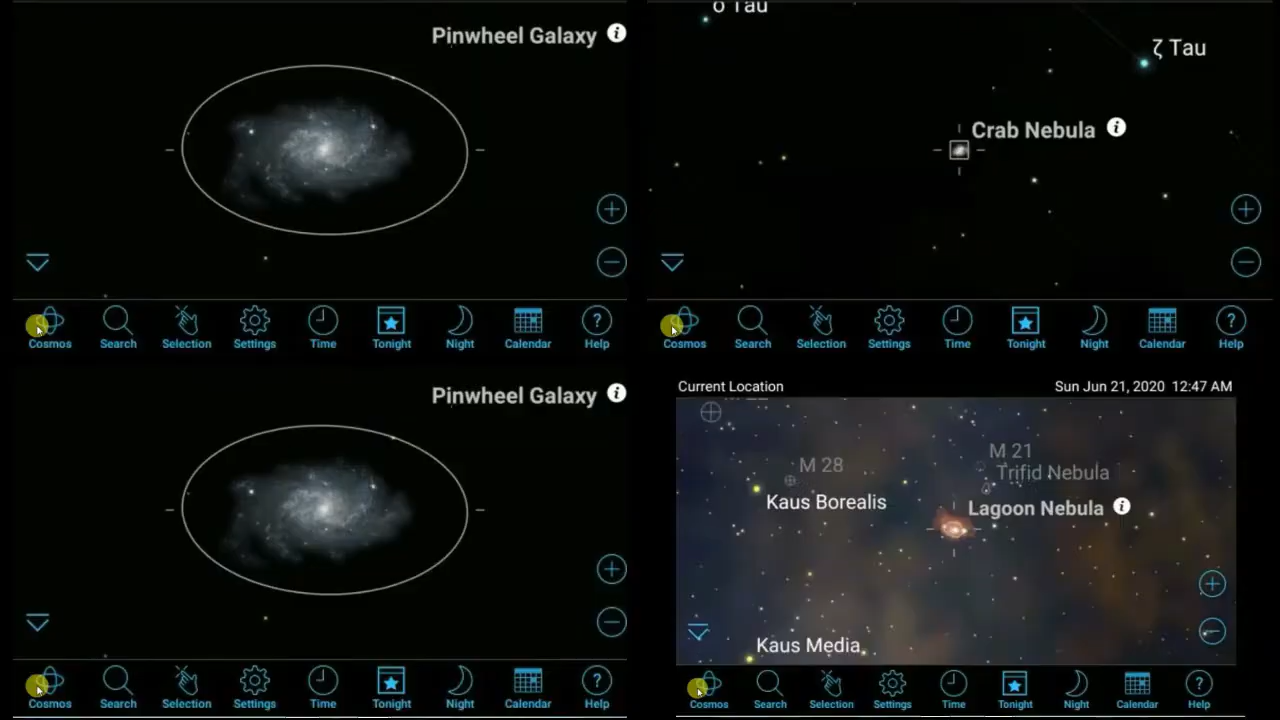 Pinwheel Galaxy i
Cosmos Search Selection Settings Time Tonight Night Calendar Help
δ Tau
ζ Tau
Crab Nebula i
Cosmos Search Selection Settings Time Tonight Night Calendar Help
Pinwheel Galaxy i
Cosmos Search Selection Settings Time Tonight Night Calendar Help
Current Location Sun Jun 21, 2020 12:47 AM
M 21
M 28
Trifid Nebula
Kaus Borealis
Lagoon Nebula i
Kaus Media
Cosmos Search Selection Settings Time Tonight Night Calendar Help